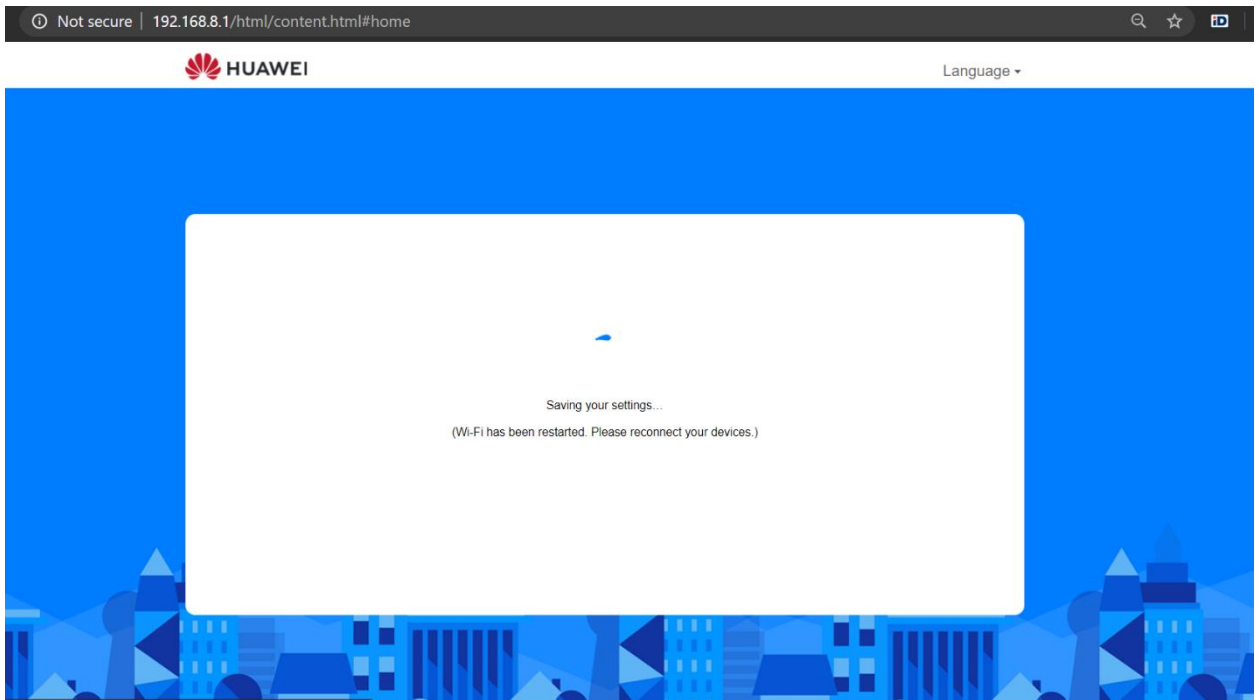 Not secure | 192.168.8.1/html/content.html#home
iD
HUAWEI
Language
Saving your settings...
(Wi-Fi has been restarted. Please reconnect your devices.)